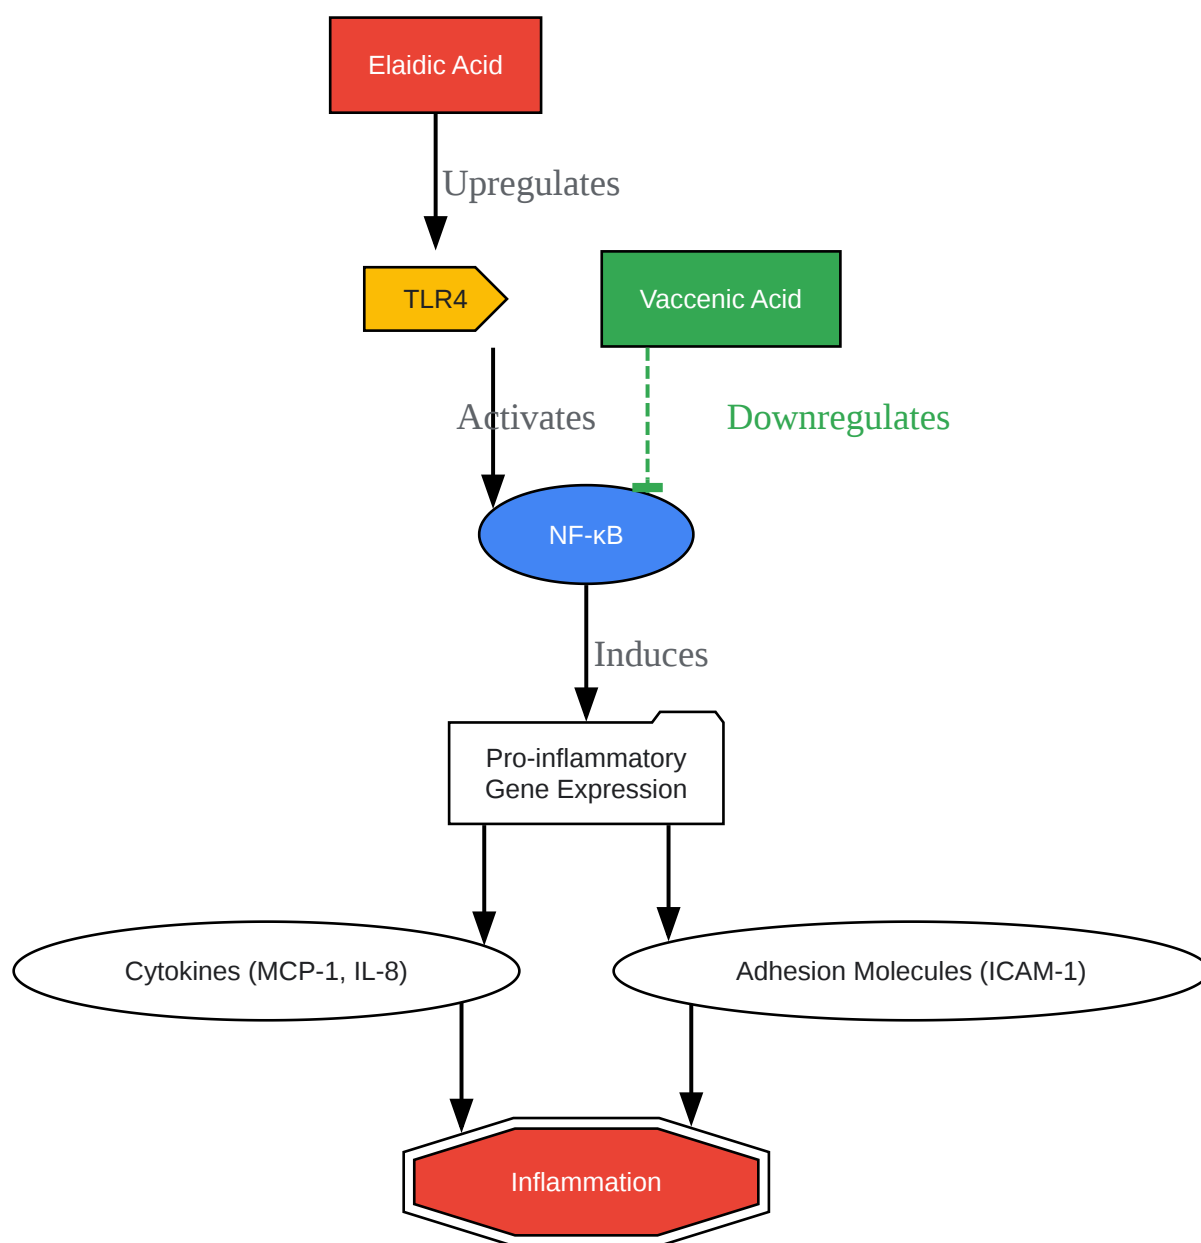 Elaidic Acid
Upregulates
TLR4
Vaccenic Acid
Activates
Downregulates
NF-κB
Induces
Pro-inflammatory
Gene Expression
Cytokines (MCP-1, IL-8)
Adhesion Molecules (ICAM-1)
Inflammation